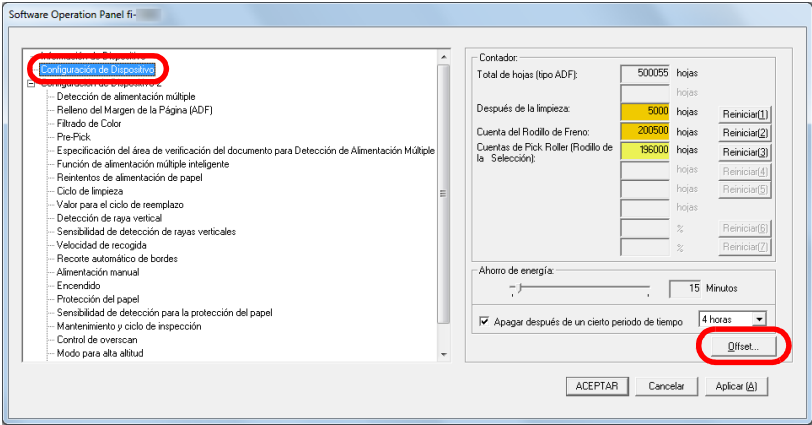 Software Operation Panel fi-
Información de Dispositivo
Configuración de Dispositivo
Configuración de Dispositivo 2
Detección de alimentación múltiple
Relleno del Margen de la Página (ADF)
Filtrado de Color
Pre-Pick
Especificación del área de verificación del documento para Detección de Alimentación Múltiple
Función de alimentación múltiple inteligente
Reintentos de alimentación de papel
Ciclo de limpieza
Valor para el ciclo de reemplazo
Detección de raya vertical
Sensibilidad de detección de rayas verticales
Velocidad de recogida
Recorte automático de bordes
Alimentación manual
Encendido
Protección del papel
Sensibilidad de detección para la protección del papel
Mantenimiento y ciclo de inspección
Control de overscan
Modo para alta altitud
Contador:
Total de hojas (tipo ADF): 500055 hojas
hojas
Después de la limpieza: 5000 hojas Reiniciar(1)
Cuenta del Rodillo de Freno: 200500 hojas Reiniciar(2)
Cuentas de Pick Roller (Rodillo de la Selección): 196000 hojas Reiniciar(3)
hojas Reiniciar(4)
hojas Reiniciar(5)
hojas
% Reiniciar(6)
% Reiniciar(7)
Ahorro de energía:
15 Minutos
Apagar después de un cierto periodo de tiempo 4 horas
Offset...
ACEPTAR Cancelar Aplicar (A)